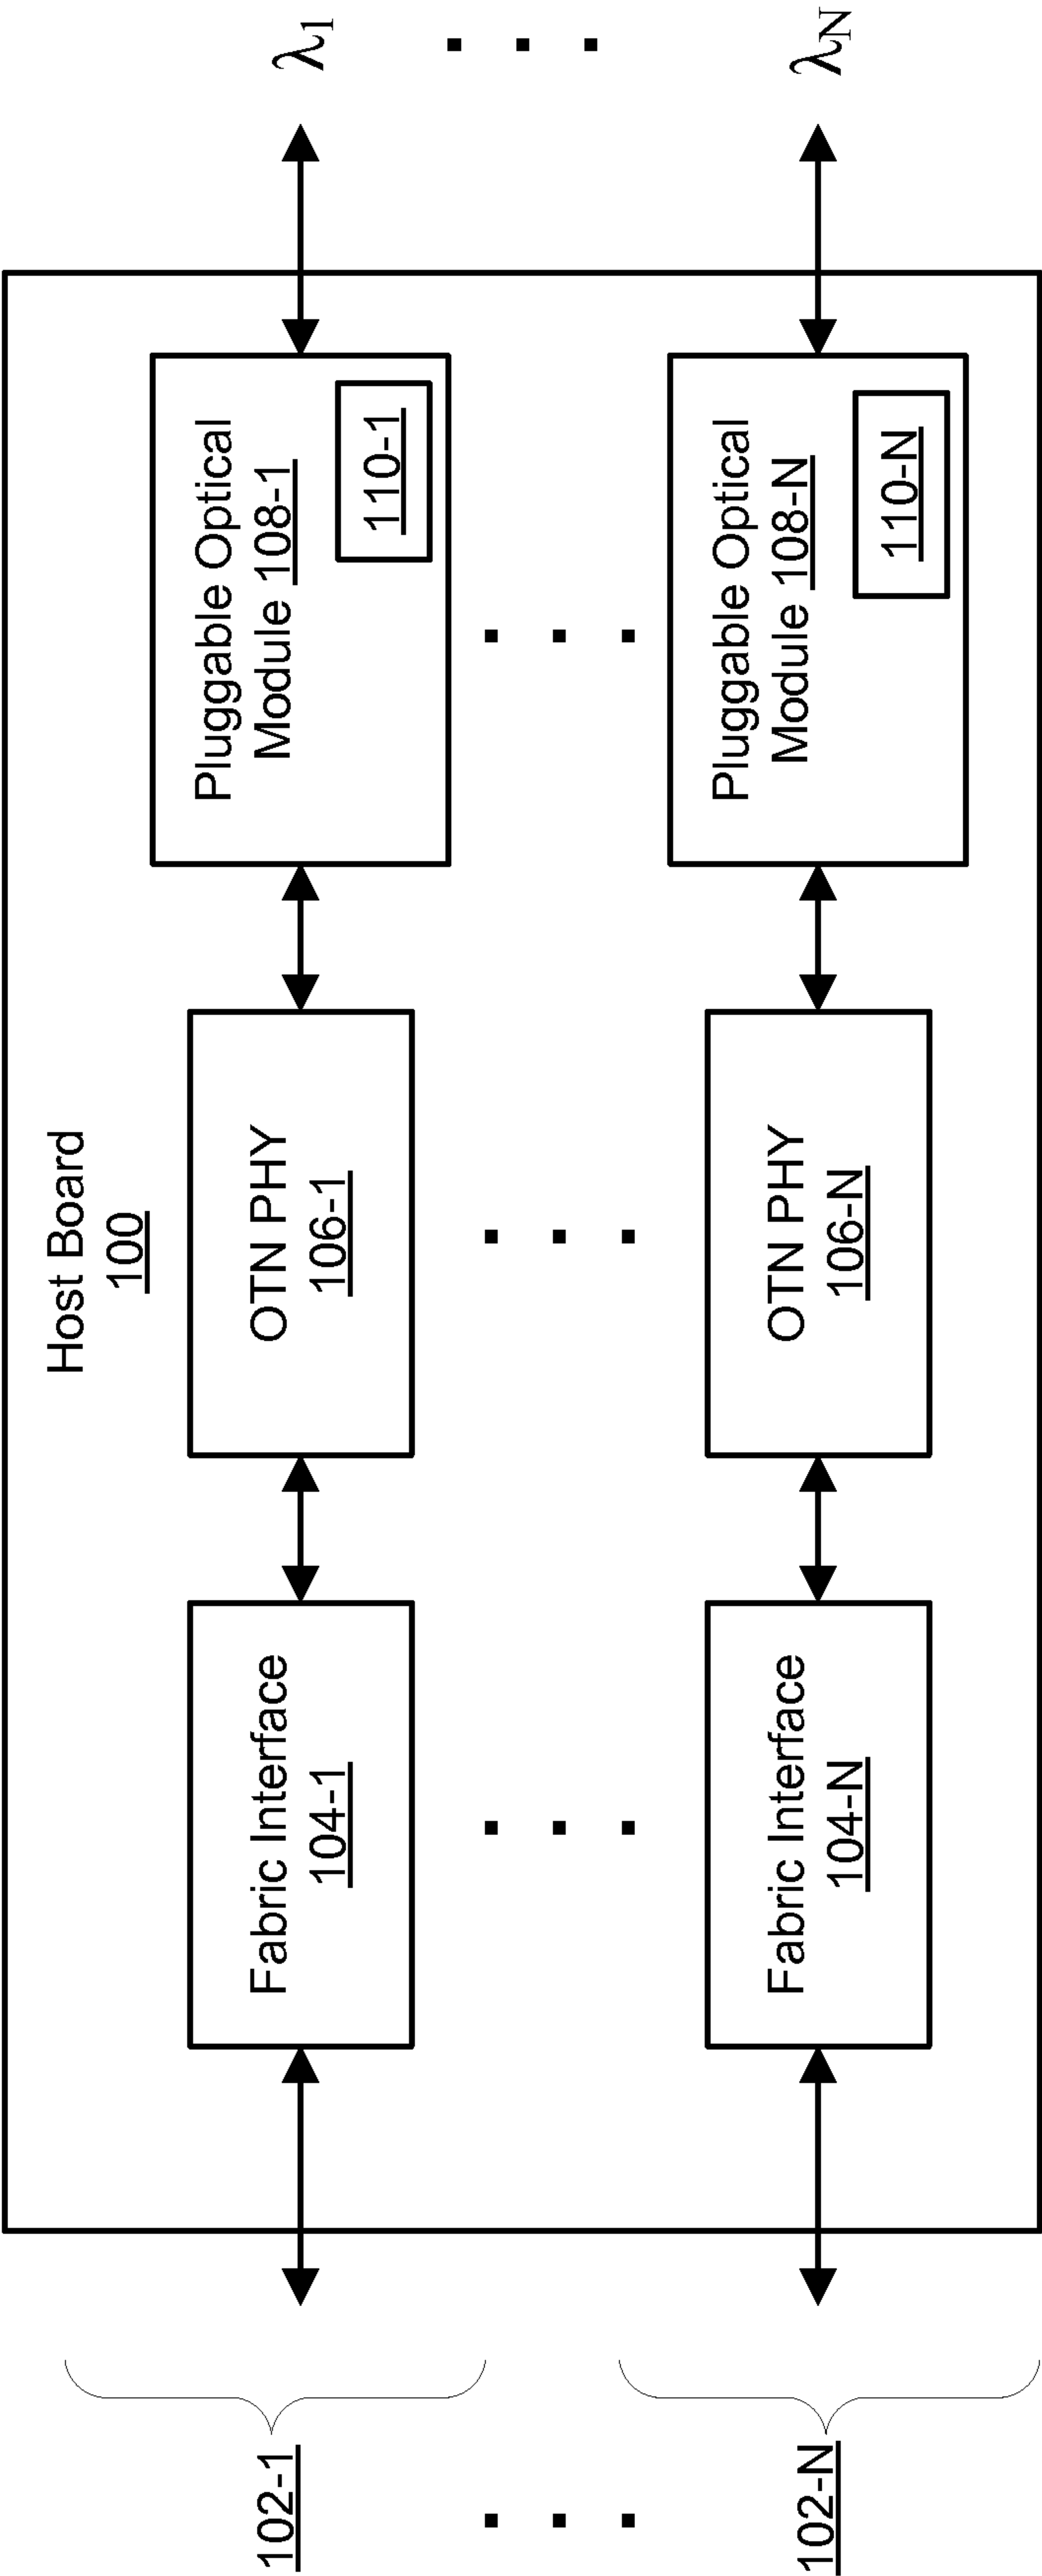 Host Board
100
102-1
Fabric Interface
104-1
OTN PHY
106-1
Pluggable Optical
Module 108-1
110-1
λ1
102-N
Fabric Interface
104-N
OTN PHY
106-N
Pluggable Optical
Module 108-N
110-N
λN